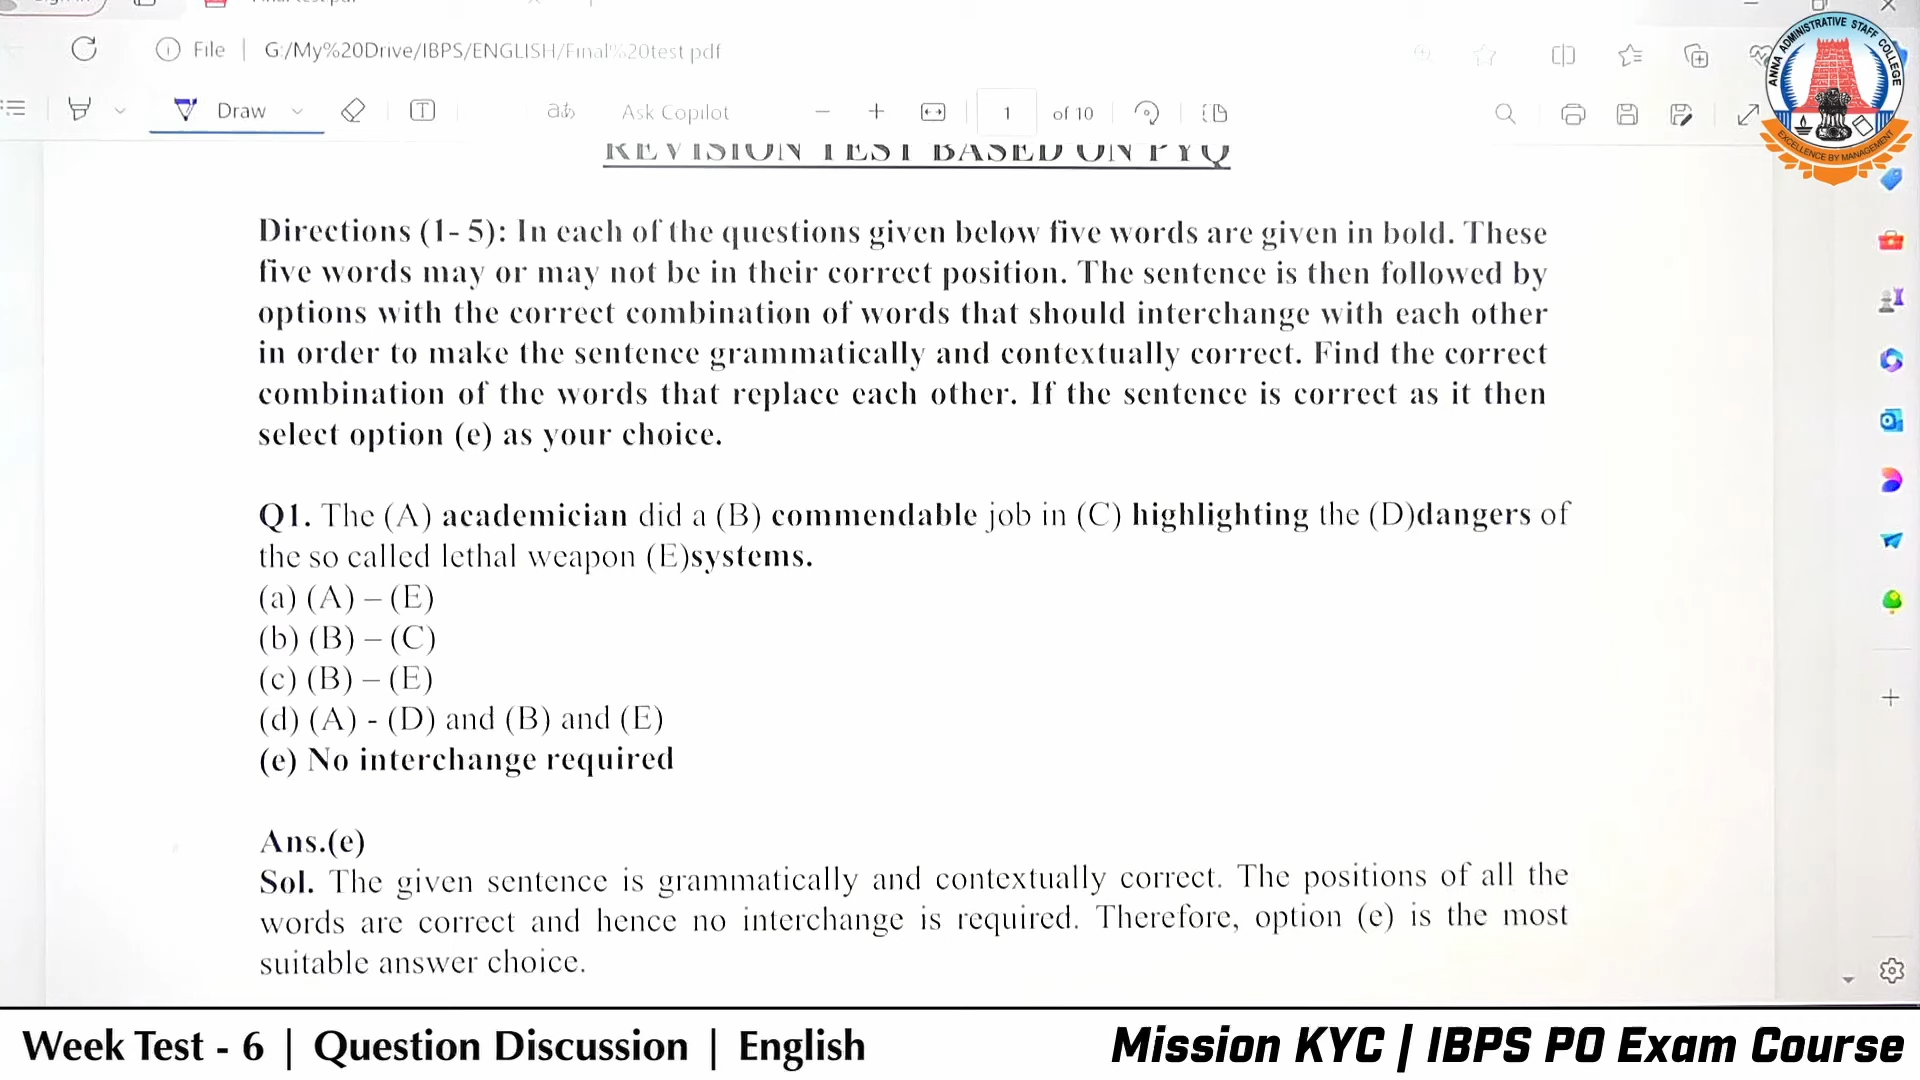 File | G:/My%20Drive/IBPS/ENGLISH/Final%20test pdf
Draw
Ask Copilot
1 of 10
ANNA ADMINISTRATIVE STAFF COLLEGE
EXCELLENCE BY MANAGEMENT
REVISION TEST BASED ON PYQ
Directions (1- 5): In each of the questions given below five words are given in bold. These
five words may or may not be in their correct position. The sentence is then followed by
options with the correct combination of words that should interchange with each other
in order to make the sentence grammatically and contextually correct. Find the correct
combination of the words that replace each other. If the sentence is correct as it then
select option (e) as your choice.
Q1. The (A) academician did a (B) commendable job in (C) highlighting the (D)dangers of
the so called lethal weapon (E)systems.
(a) (A) – (E)
(b) (B) – (C)
(c) (B) – (E)
(d) (A) - (D) and (B) and (E)
(e) No interchange required
Ans.(e)
Sol. The given sentence is grammatically and contextually correct. The positions of all the
words are correct and hence no interchange is required. Therefore, option (e) is the most
suitable answer choice.
Week Test - 6 | Question Discussion | English
Mission KYC | IBPS PO Exam Course